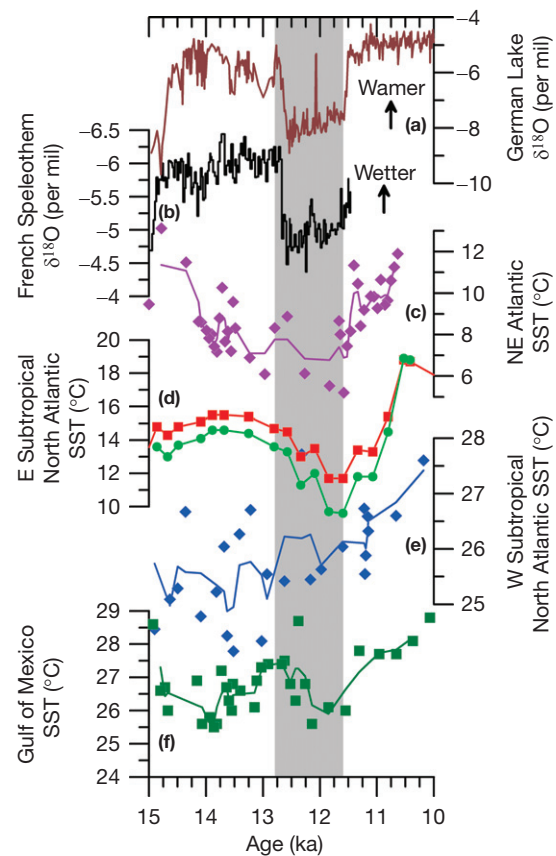 −4
−6
−8
−10
German Lake
δ18O (per mil)
Wamer
(a)
−6.5
−6
−5.5
−5
−4.5
−4
French Speleothem
δ18O (per mil)
Wetter
(b)
12
10
8
6
NE Atlantic
SST (°C)
(c)
20
18
16
14
12
10
E Subtropical
North Atlantic
SST (°C)
(d)
28
27
26
25
W Subtropical
North Atlantic SST (°C)
(e)
29
28
27
26
25
24
Gulf of Mexico
SST (°C)
(f)
15
14
13
12
11
10
Age (ka)